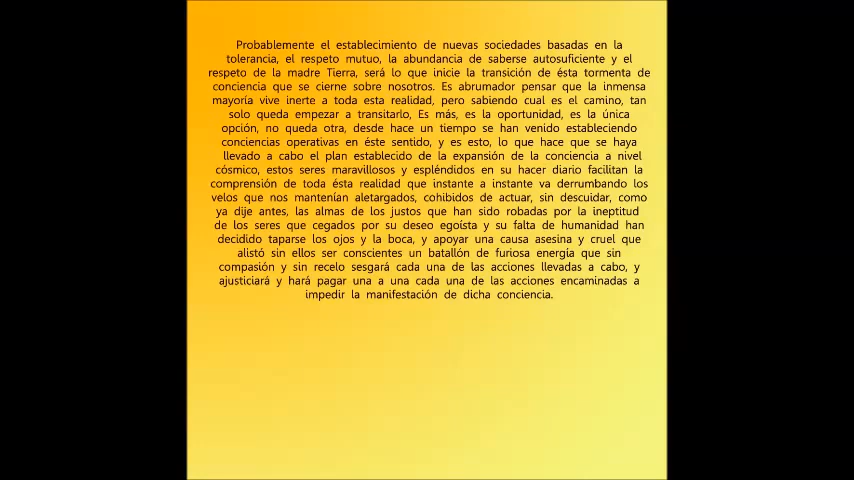 Probablemente el establecimiento de nuevas sociedades basadas en la
tolerancia, el respeto mutuo, la abundancia de saberse autosuficiente y el
respeto de la madre Tierra, será lo que inicie la transición de ésta tormenta de
conciencia que se cierne sobre nosotros. Es abrumador pensar que la inmensa
mayoría vive inerte a toda esta realidad, pero sabiendo cual es el camino, tan
solo queda empezar a transitarlo, Es más, es la oportunidad, es la única
opción, no queda otra, desde hace un tiempo se han venido estableciendo
conciencias operativas en éste sentido, y es esto, lo que hace que se haya
llevado a cabo el plan establecido de la expansión de la conciencia a nivel
cósmico, estos seres maravillosos y espléndidos en su hacer diario facilitan la
comprensión de toda ésta realidad que instante a instante va derrumbando los
velos que nos mantenían aletargados, cohibidos de actuar, sin descuidar, como
ya dije antes, las almas de los justos que han sido robadas por la ineptitud
de los seres que cegados por su deseo egoísta y su falta de humanidad han
decidido taparse los ojos y la boca, y apoyar una causa asesina y cruel que
alistó sin ellos ser conscientes un batallón de furiosa energía que sin
compasión y sin recelo sesgará cada una de las acciones llevadas a cabo, y
ajusticiará y hará pagar una a una cada una de las acciones encaminadas a
impedir la manifestación de dicha conciencia.